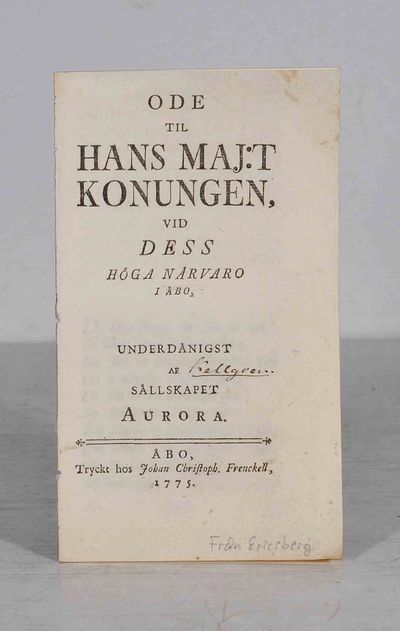 ODE
TIL
HANS MAJ:T
KONUNGEN,
VID
DESS
HÖGA NÄRVARO
I ÅBO,
UNDERDÅNIGST
AF Kellgren.
SÄLLSKAPET
AURORA.
ÅBO,
Tryckt hos Johan Christoph. Frenckell,
1775.
Från Ericsberg